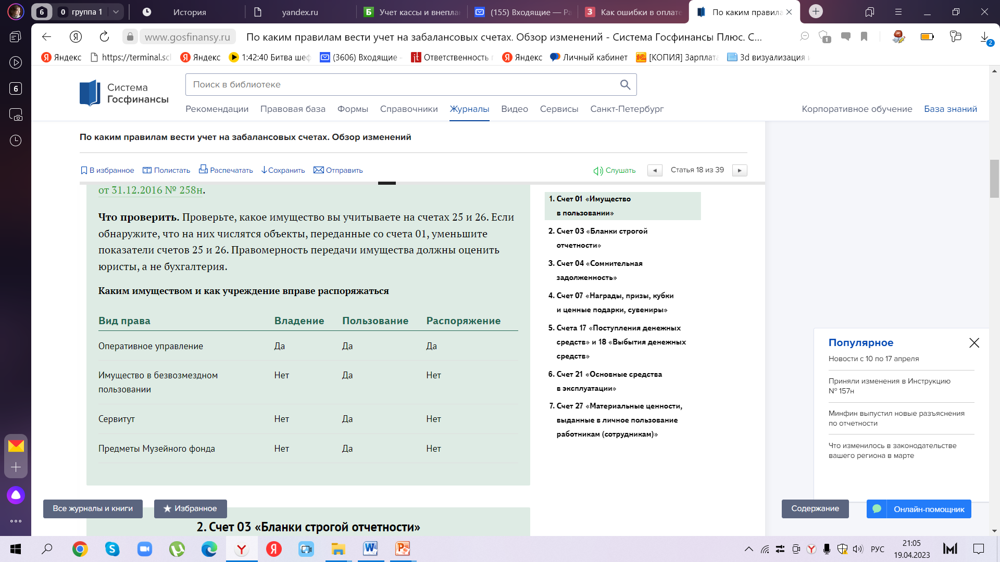 6
0 группа 1
История
yandex.ru
Учет кассы и внепла
(155) Входящие — Ра
Как ошибки в оплате
По каким правила
www.gosfinansy.ru
По каким правилам вести учет на забалансовых счетах. Обзор изменений - Система Госфинансы Плюс. С...
1
2
Яндекс
https://terminal.scl
Яндекс
1:42:40 Битва шеф
(3606) Входящие -
Ответственность г
Яндекс
Личный кабинет
[КОПИЯ] Зарплата
3d визуализация и
6
Система
Госфинансы
Поиск в библиотеке
Рекомендации Правовая база Формы Справочники Журналы Видео Сервисы Санкт-Петербург
Корпоративное обучение База знаний
По каким правилам вести учет на забалансовых счетах. Обзор изменений
В избранное Полистать Распечатать Сохранить Отправить
Слушать
Статья 18 из 39
от 31.12.2016 № 258н.
Что проверить. Проверьте, какое имущество вы учитываете на счетах 25 и 26. Если
обнаружите, что на них числятся объекты, переданные со счета 01, уменьшите
показатели счетов 25 и 26. Правомерность передачи имущества должны оценить
юристы, а не бухгалтерия.
Каким имуществом и как учреждение вправе распоряжаться
Вид права Владение Пользование Распоряжение
Оперативное управление Да Да Да
Имущество в безвозмездном
пользовании Нет Да Нет
Сервитут Нет Да Нет
Предметы Музейного фонда Нет Да Нет
2. Счет 03 «Бланки строгой отчетности»
1. Счет 01 «Имущество
в пользовании»
2. Счет 03 «Бланки строгой
отчетности»
3. Счет 04 «Сомнительная
задолженность»
4. Счет 07 «Награды, призы, кубки
и ценные подарки, сувениры»
5. Счета 17 «Поступления денежных
средств» и 18 «Выбытия денежных
средств»
6. Счет 21 «Основные средства
в эксплуатации»
7. Счет 27 «Материальные ценности,
выданные в личное пользование
работникам (сотрудникам)»
Популярное
Новости с 10 по 17 апреля
Приняли изменения в Инструкцию
№ 157н
Минфин выпустил новые разъяснения
по отчетности
Что изменилось в законодательстве
вашего региона в марте
Все журналы и книги
Избранное
Содержание
Онлайн-помощник
РУС
21:05
19.04.2023